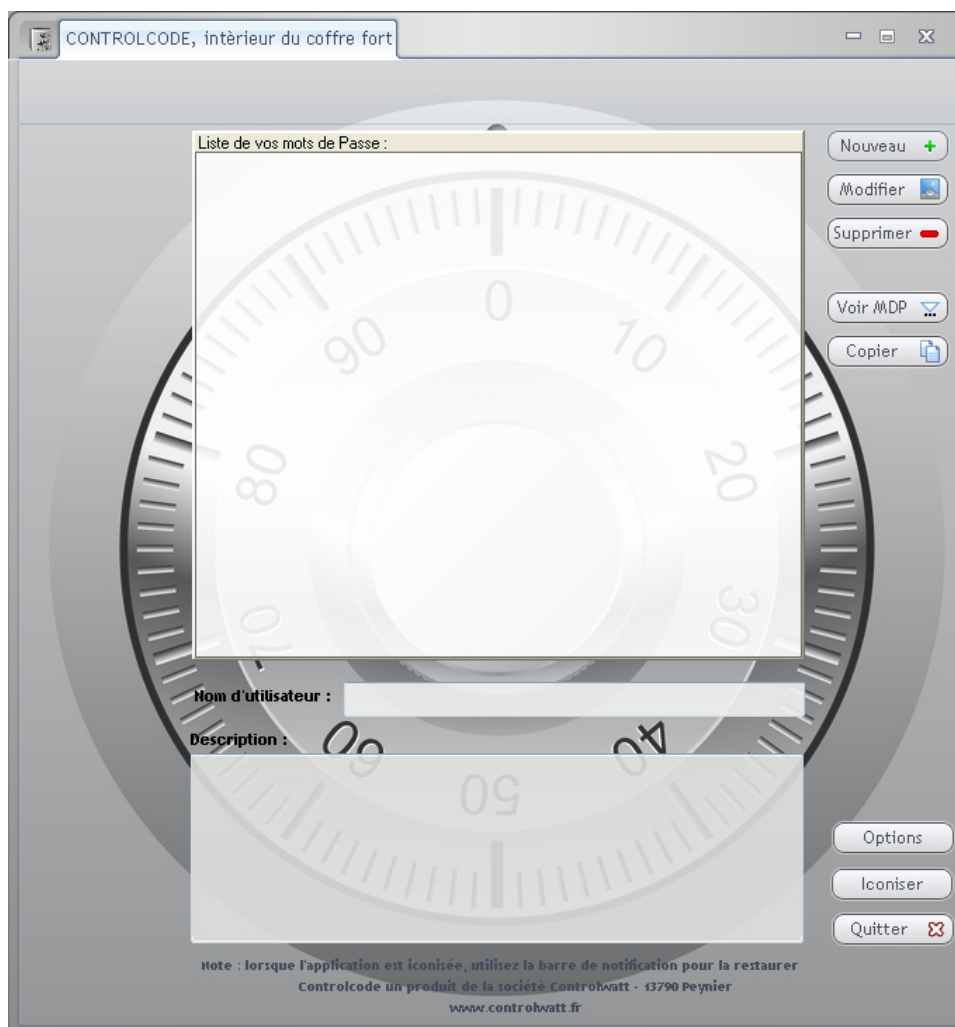 CONTROLCODE, intèrieur du coffre fort
Liste de vos mots de Passe :
Nouveau
Modifier
Supprimer
Voir MDP
Copier
0
10
20
30
40
50
60
70
80
90
Nom d'utilisateur :
Description :
Options
Iconiser
Quitter
Note : lorsque l'application est iconisée, utilisez la barre de notification pour la restaurer
Controlcode un produit de la sociétè Controlwatt - 13790 Peynier
www.controlwatt.fr